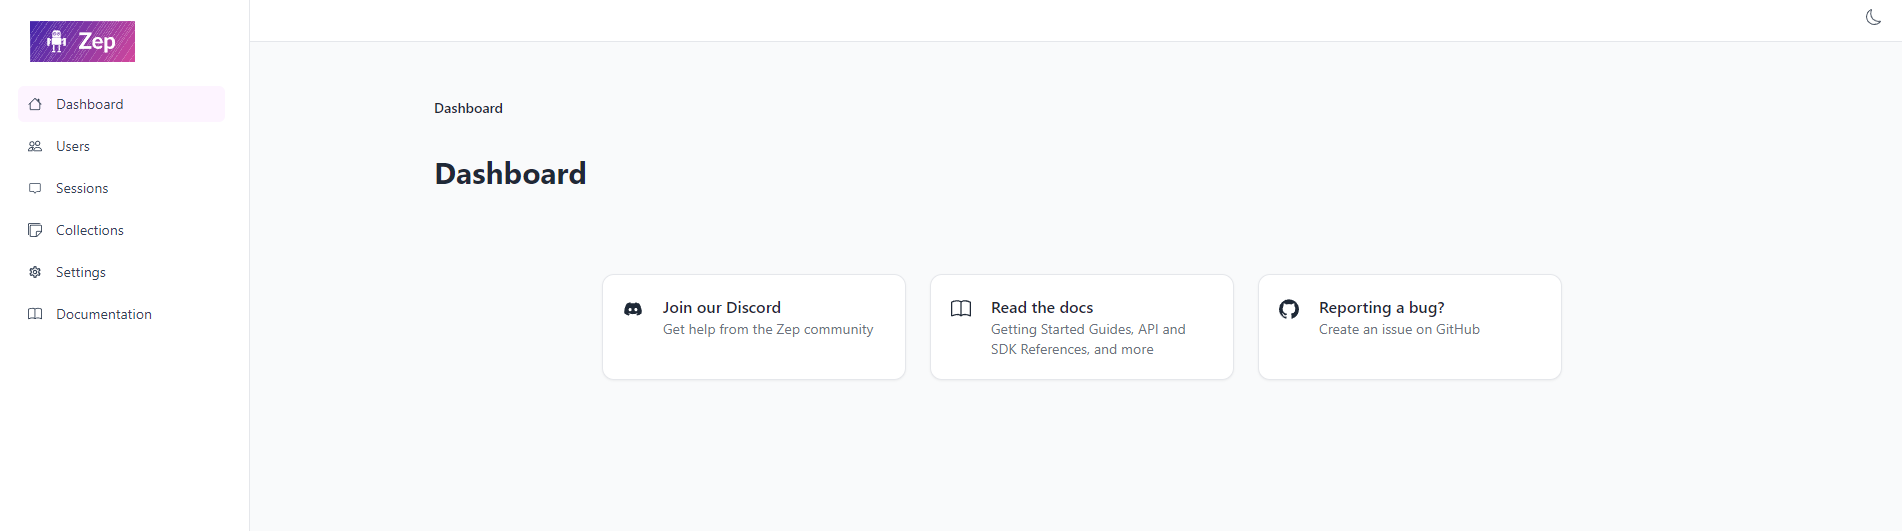 Zep
Dashboard
Users
Sessions
Collections
Settings
Documentation
Dashboard
Dashboard
Join our Discord
Get help from the Zep community
Read the docs
Getting Started Guides, API and
SDK References, and more
Reporting a bug?
Create an issue on GitHub